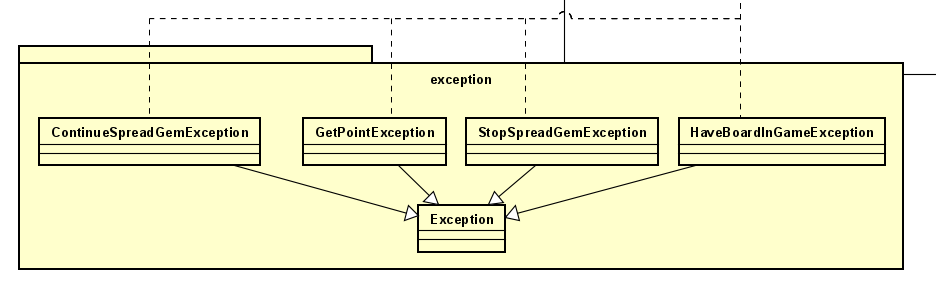 exception
ContinueSpreadGemException
GetPointException
StopSpreadGemException
HaveBoardInGameException
Exception